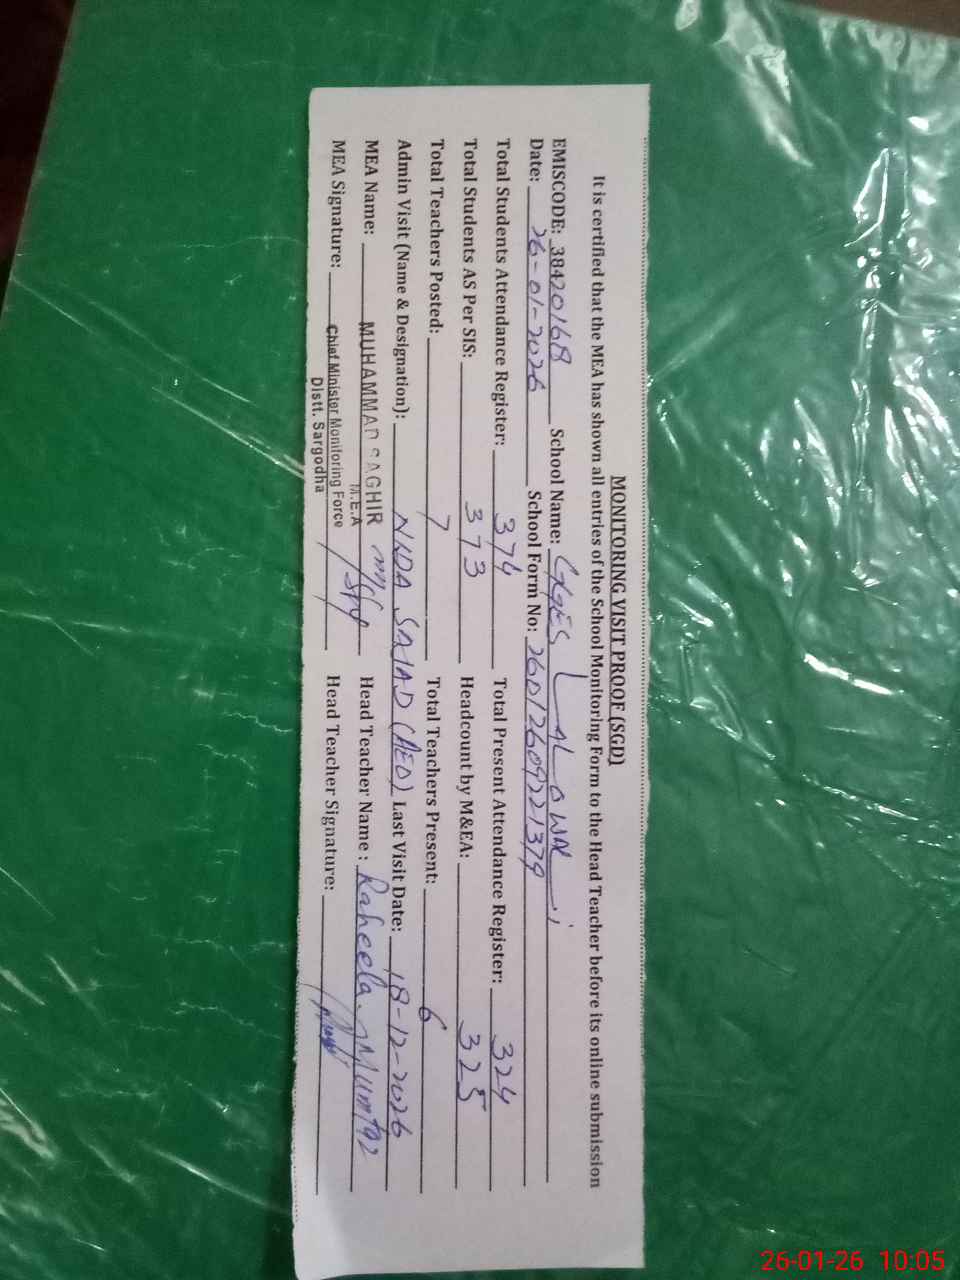 MONITORING VISIT PROOF (SGD)
It is certified that the MEA has shown all entries of the School Monitoring Form to the Head Teacher before its online submission
EMISCODE: 38420168 School Name: GGES
Date: 26-01-2026 School Form No: 26012609221379
Total Students Attendance Register: 374 Total Present Attendance Register: 324
Total Students AS Per SIS: 373 Headcount by M&EA: 325
Total Teachers Posted: 7 Total Teachers Present: 6
Admin Visit (Name & Designation): NIDA SAJAD (AEO) Last Visit Date: 18-12-2026
MEA Name: MUHAMMAD SAGHIR Head Teacher Name : Raheela Mumtaz
M.E.A
MEA Signature: Chief Minister Monitoring Force Head Teacher Signature:
Distt. Sargodha
26-01-26 10:05